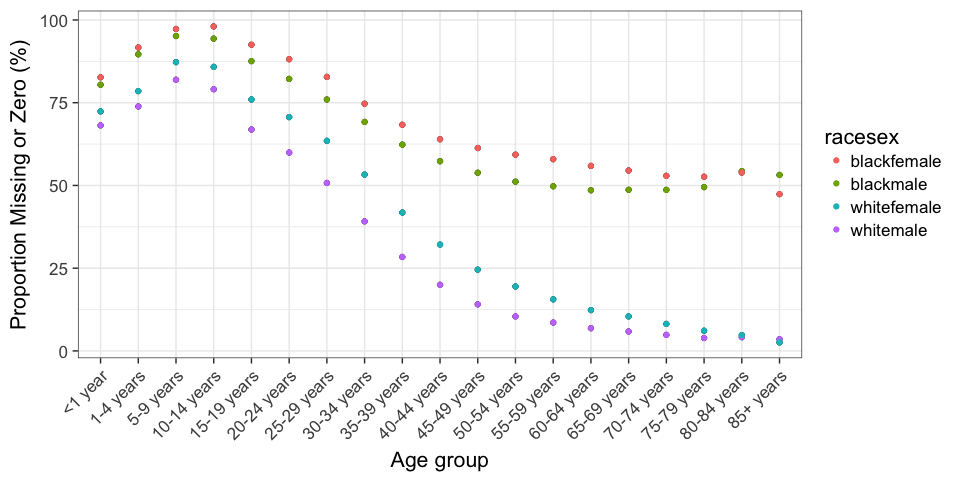 Proportion Missing or Zero (%)
100
75
50
25
0
<1 year
1-4 years
5-9 years
10-14 years
15-19 years
20-24 years
25-29 years
30-34 years
35-39 years
40-44 years
45-49 years
50-54 years
55-59 years
60-64 years
65-69 years
70-74 years
75-79 years
80-84 years
85+ years
Age group
racesex
blackfemale
blackmale
whitefemale
whitemale